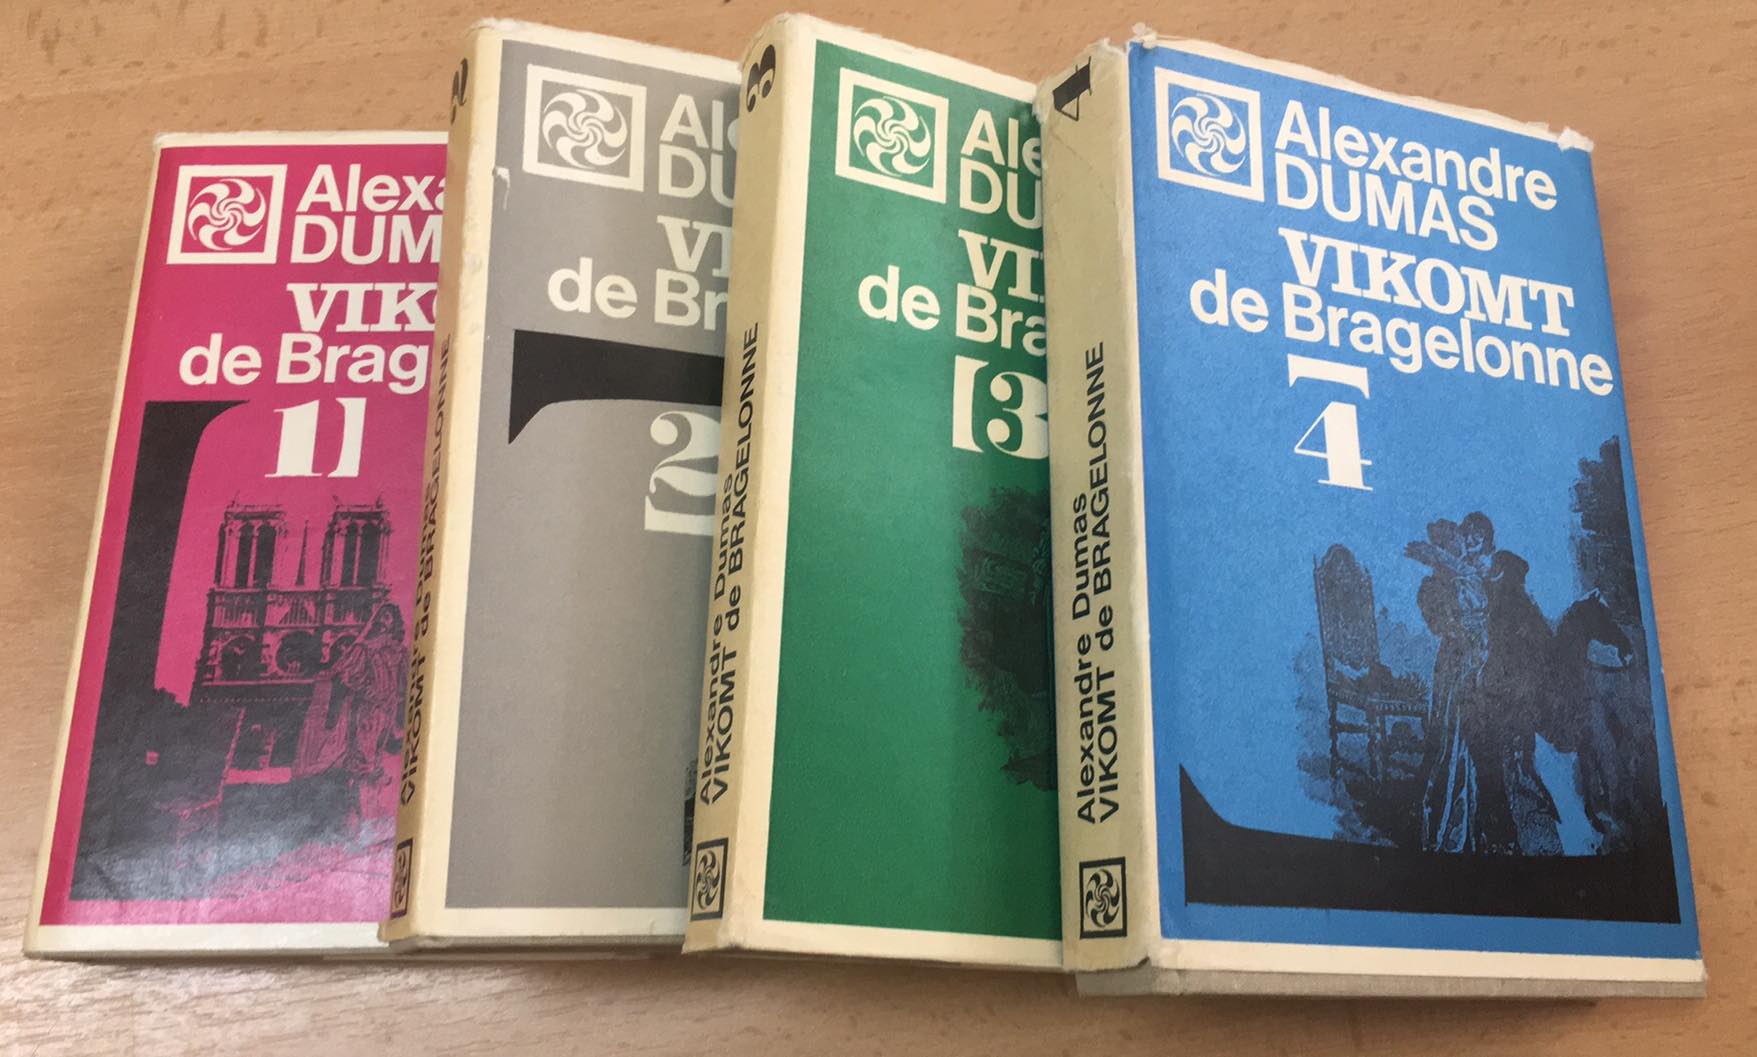 Alexa
DUM
VIK
de Brag
1
2
Alexandre Dumas
VIKOMT de BRAGELONNE
Al
DU
VI
de Br
2
3
Alexandre Dumas
VIKOMT de BRAGELONNE
Ale
DU
VI
de Bra
3
4
Alexandre Dumas
VIKOMT de BRAGELONNE
Alexandre
DUMAS
VIKOMT
de Bragelonne
4